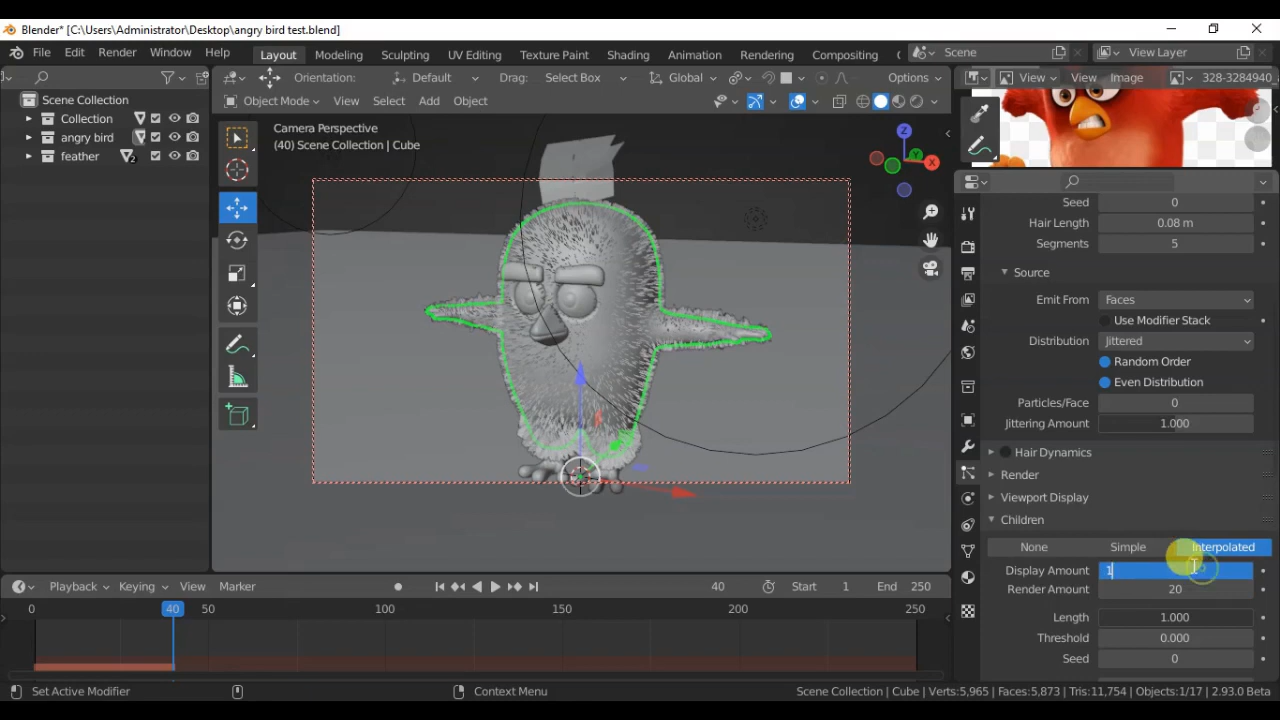 Blender* [C:\Users\Administrator\Desktop\angry bird test.blend]
File Edit Render Window Help Layout Modeling Sculpting UV Editing Texture Paint Shading Animation Rendering Compositing Scene View Layer
Orientation: Default Drag: Select Box Global Options View View Image 328-3284940_
Object Mode View Select Add Object
Scene Collection
Collection
angry bird
feather 2
Camera Perspective
(40) Scene Collection | Cube
Z
Y
X
Seed 0
Hair Length 0.08 m
Segments 5
Source
Emit From Faces
Use Modifier Stack
Distribution Jittered
Random Order
Even Distribution
Particles/Face 0
Jittering Amount 1.000
Hair Dynamics
Render
Viewport Display
Children
None Simple Interpolated
Display Amount 1
Render Amount 20
Length 1.000
Threshold 0.000
Seed 0
Playback Keying View Marker 40 Start 1 End 250
0 40 50 100 150 200 250
Set Active Modifier Context Menu Scene Collection | Cube | Verts:5,965 | Faces:5,873 | Tris:11,754 | Objects:1/17 | 2.93.0 Beta